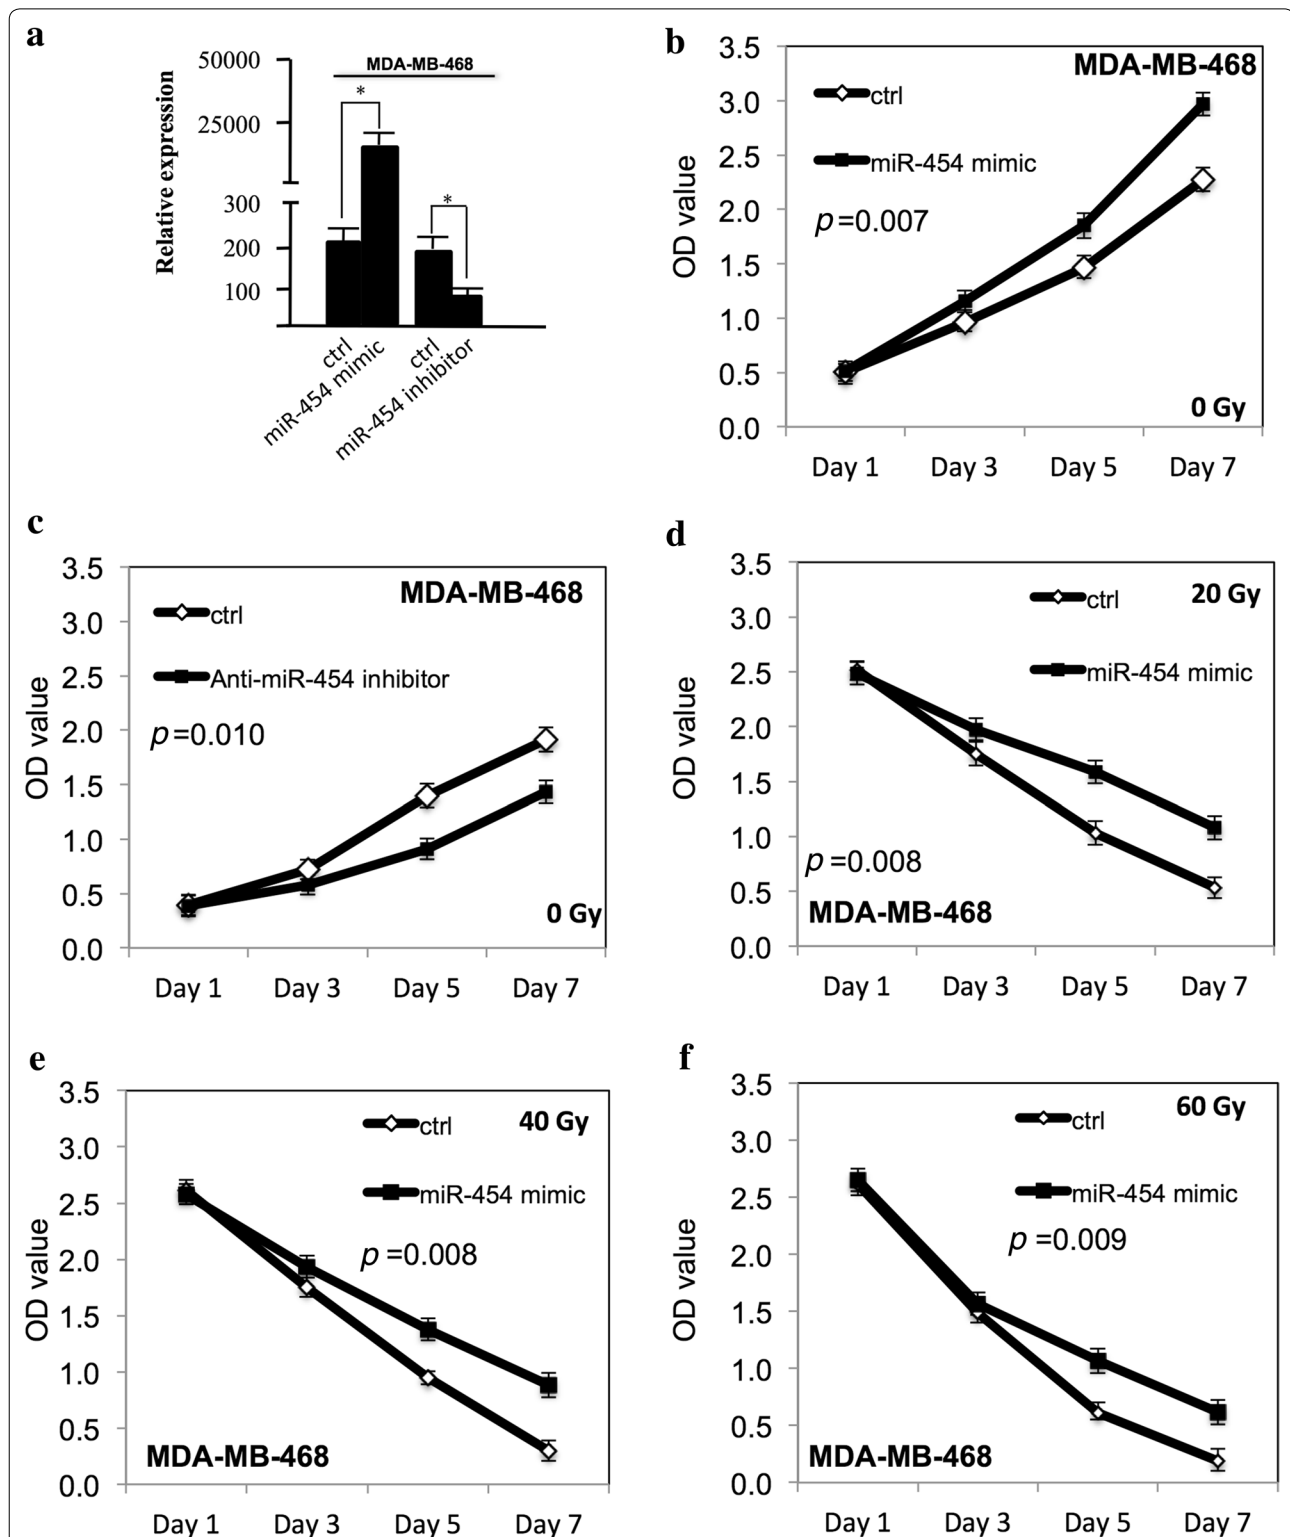 a
MDA-MB-468
Relative expression
50000
25000
300
200
100
*
*
ctrl
miR-454 mimic
ctrl
miR-454 inhibitor
b
MDA-MB-468
ctrl
miR-454 mimic
p=0.007
0 Gy
OD value
3.5
3.0
2.5
2.0
1.5
1.0
0.5
0.0
Day 1 Day 3 Day 5 Day 7
c
MDA-MB-468
ctrl
Anti-miR-454 inhibitor
p=0.010
0 Gy
OD value
3.5
3.0
2.5
2.0
1.5
1.0
0.5
0.0
Day 1 Day 3 Day 5 Day 7
d
20 Gy
ctrl
miR-454 mimic
p=0.008
MDA-MB-468
OD value
3.5
3.0
2.5
2.0
1.5
1.0
0.5
0.0
Day 1 Day 3 Day 5 Day 7
e
40 Gy
ctrl
miR-454 mimic
p=0.008
MDA-MB-468
OD value
3.5
3.0
2.5
2.0
1.5
1.0
0.5
0.0
Day 1 Day 3 Day 5 Day 7
f
60 Gy
ctrl
miR-454 mimic
p=0.009
MDA-MB-468
OD value
3.5
3.0
2.5
2.0
1.5
1.0
0.5
0.0
Day 1 Day 3 Day 5 Day 7